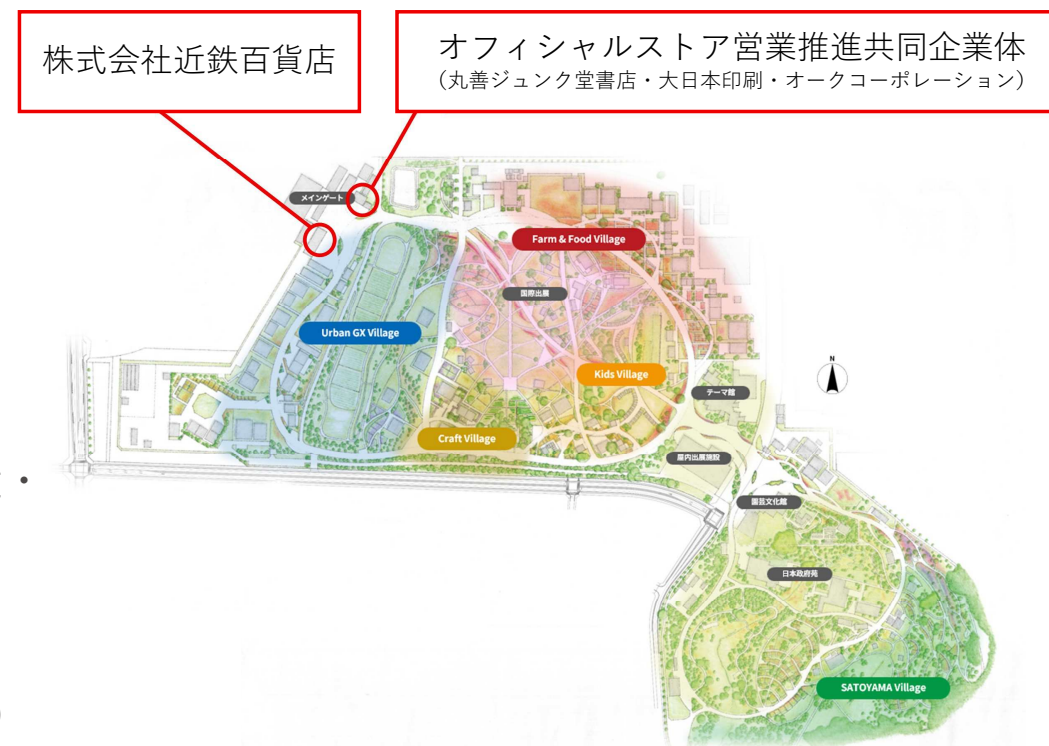 株式会社近鉄百貨店
オフィシャルストア営業推進共同企業体
（丸善ジュンク堂書店・大日本印刷・オークコーポレーション）
メインゲート
Farm & Food Village
国際出展
Urban GX Village
Kids Village
N
テーマ館
Craft Village
屋内出展施設
園芸文化館
日本政府苑
SATOYAMA Village